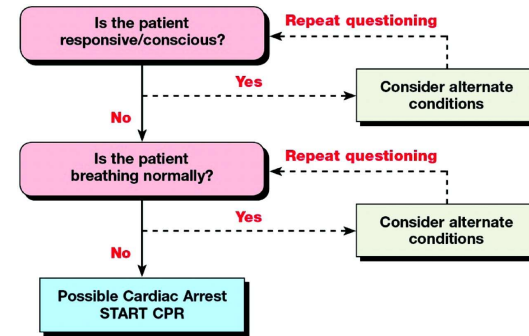 Is the patient
responsive/conscious?
Repeat questioning
Yes
Consider alternate
conditions
No
Is the patient
breathing normally?
Repeat questioning
Yes
Consider alternate
conditions
No
Possible Cardiac Arrest
START CPR